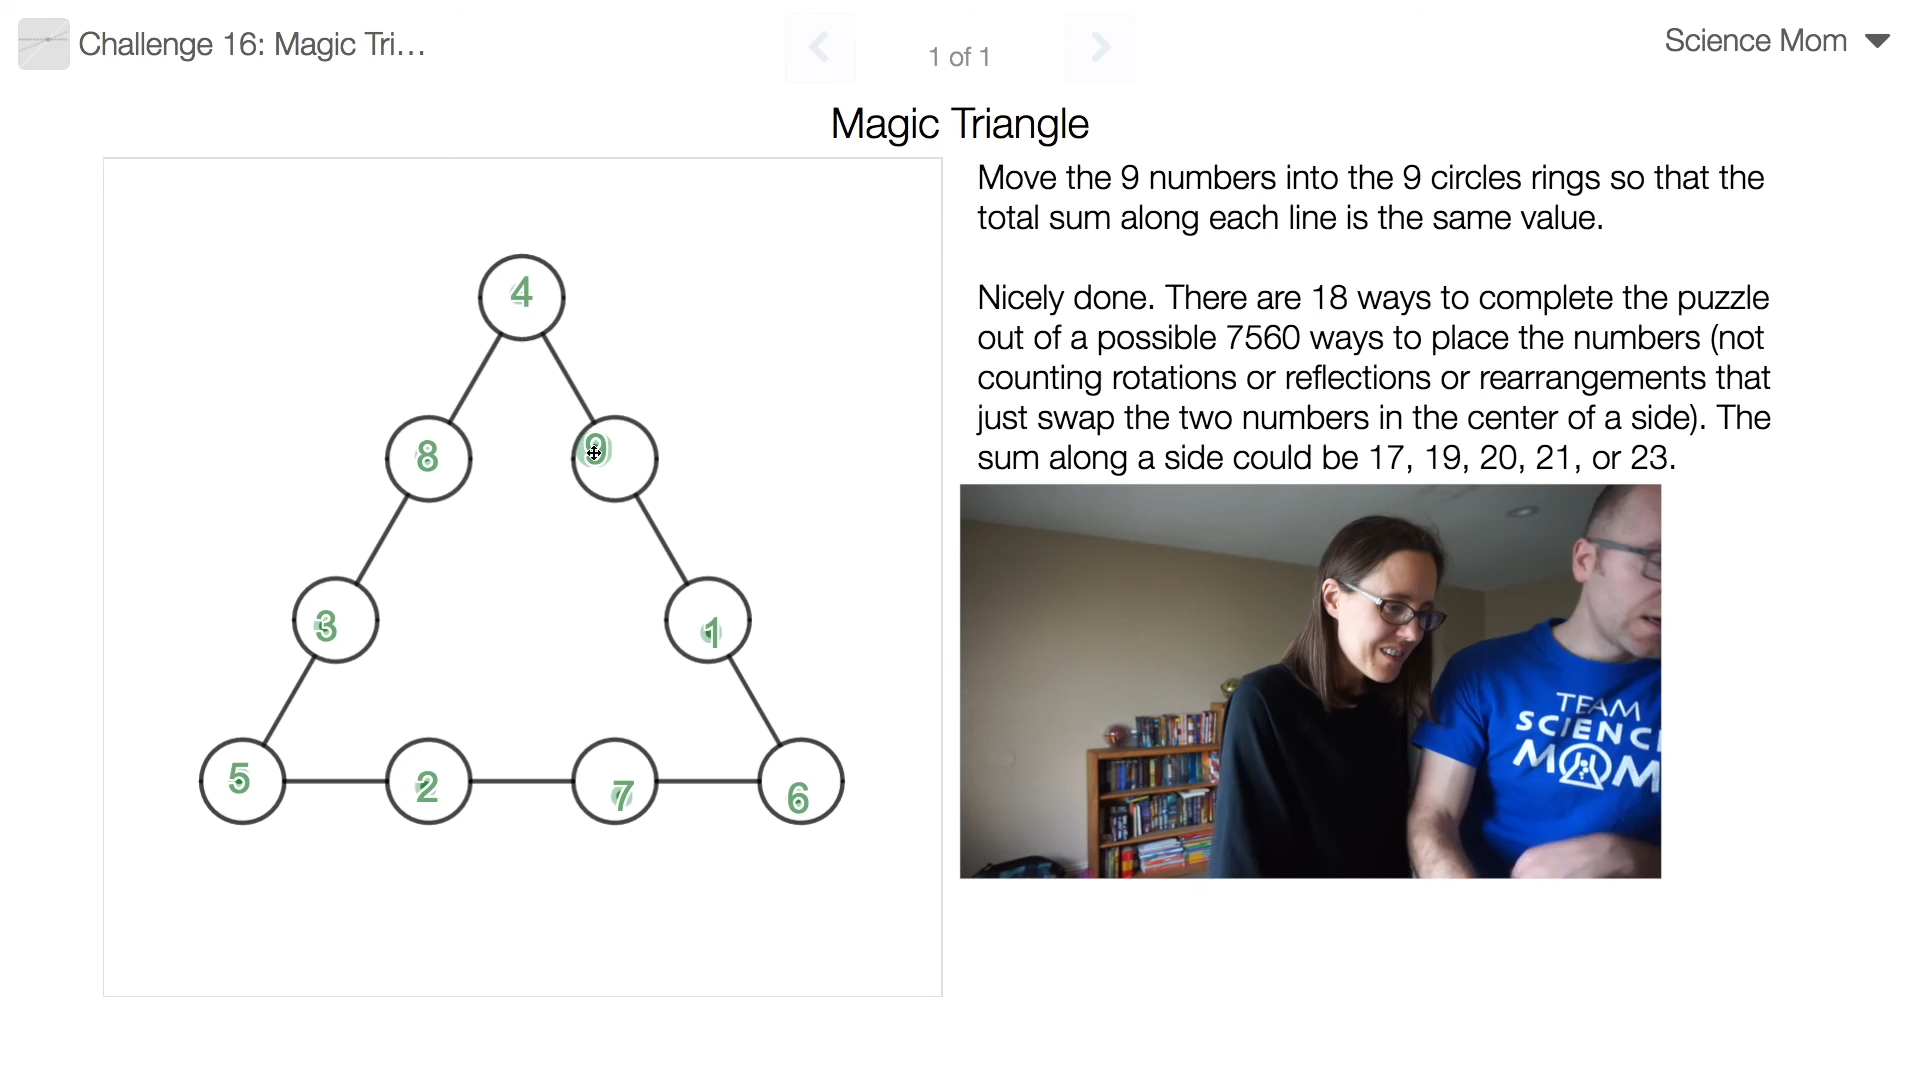 Challenge 16: Magic Tri...
1 of 1
Science Mom
Magic Triangle
Move the 9 numbers into the 9 circles rings so that the
total sum along each line is the same value.
Nicely done. There are 18 ways to complete the puzzle
out of a possible 7560 ways to place the numbers (not
counting rotations or reflections or rearrangements that
just swap the two numbers in the center of a side). The
sum along a side could be 17, 19, 20, 21, or 23.
4
8 9
3 1
5 2 7 6
TEAM
SCIENC
MOM